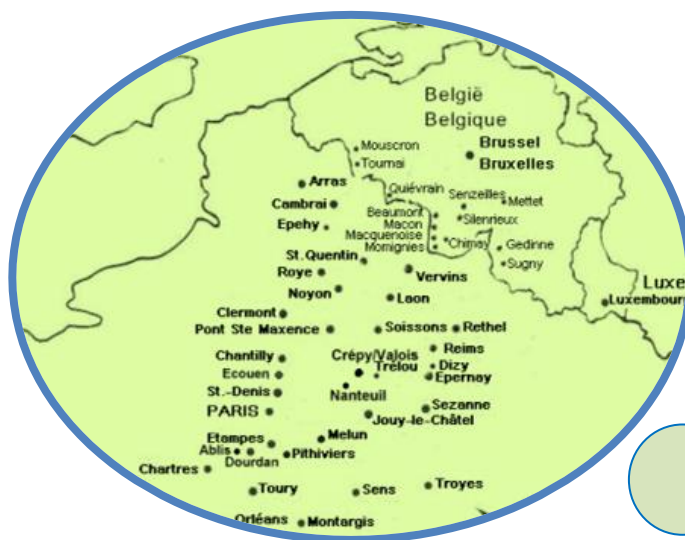 België
Belgique
Brussel
Bruxelles
Mouscron
Tournai
Arras
Quiévrain
Cambrai
Senzeilles
Mettet
Beaumont
Silenrieux
Epehy
Macon
Macquenoise
Chimay
Momignies
Gedinne
St.Quentin
Sugny
Roye
Vervins
Luxe
Noyon
Laon
Luxembourg
Clermont
Pont Ste Maxence
Soissons
Rethel
Reims
Chantilly
Crépy/Valois
Trélou
Dizy
Ecouen
Epernay
St.-Denis
Nanteuil
PARIS
Sezanne
Jouy-le-Châtel
Etampes
Melun
Ablis
Dourdan
Pithiviers
Chartres
Toury
Sens
Troyes
Orléans
Montargis